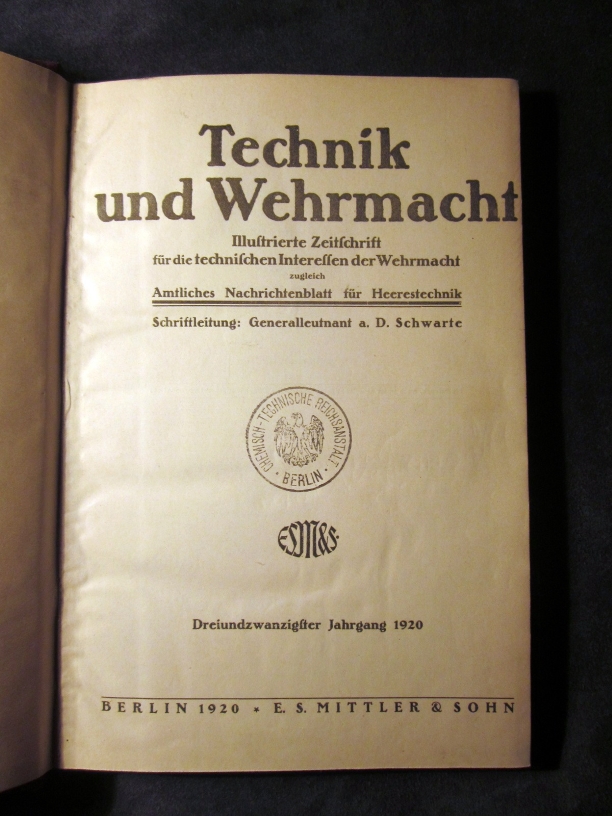 Technik
und Wehrmacht
Illuſtrierte Zeitſchrift
für die techniſchen Intereſſen der Wehrmacht
zugleich
Amtliches Nachrichtenblatt für Heerestechnik
Schriftleitung: Generalleutnant a. D. Schwarte
CHEMISCH-TECHNISCHE REICHSANSTALT
· BERLIN ·
ESM&S.
Dreiundzwanzigſter Jahrgang 1920
BERLIN 1920 * E. S. MITTLER & SOHN